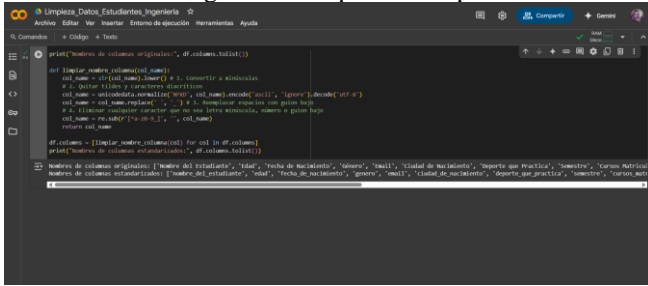 Limpieza_Datos_Estudiantes_Ingenieria
Archivo Editar Ver Insertar Entorno de ejecución Herramientas Ayuda
Compartir
Gemini
Comandos + Código + Texto
RAM
Disco
print("Nombres de columnas originales:", df.columns.tolist())
def limpiar_nombre_columna(col_name):
col_name = str(col_name).lower() # 1. Convertir a minúsculas
# 2. Quitar tildes y caracteres diacríticos
col_name = unicodedata.normalize('NFKD', col_name).encode('ascii', 'ignore').decode('utf-8')
col_name = col_name.replace(' ', '_') # 3. Reemplazar espacios con guion bajo
# 4. Eliminar cualquier caracter que no sea letra minúscula, número o guion bajo
col_name = re.sub(r'[^a-z0-9_]', '', col_name)
return col_name
df.columns = [limpiar_nombre_columna(col) for col in df.columns]
print("Nombres de columnas estandarizados:", df.columns.tolist())
Nombres de columnas originales: ['Nombre del Estudiante', 'Edad', 'Fecha de Nacimiento', 'Género', 'Email', 'Ciudad de Nacimiento', 'Deporte que Practica', 'Semestre', 'Cursos Matricul
Nombres de columnas estandarizados: ['nombre_del_estudiante', 'edad', 'fecha_de_nacimiento', 'genero', 'email', 'ciudad_de_nacimiento', 'deporte_que_practica', 'semestre', 'cursos_matr